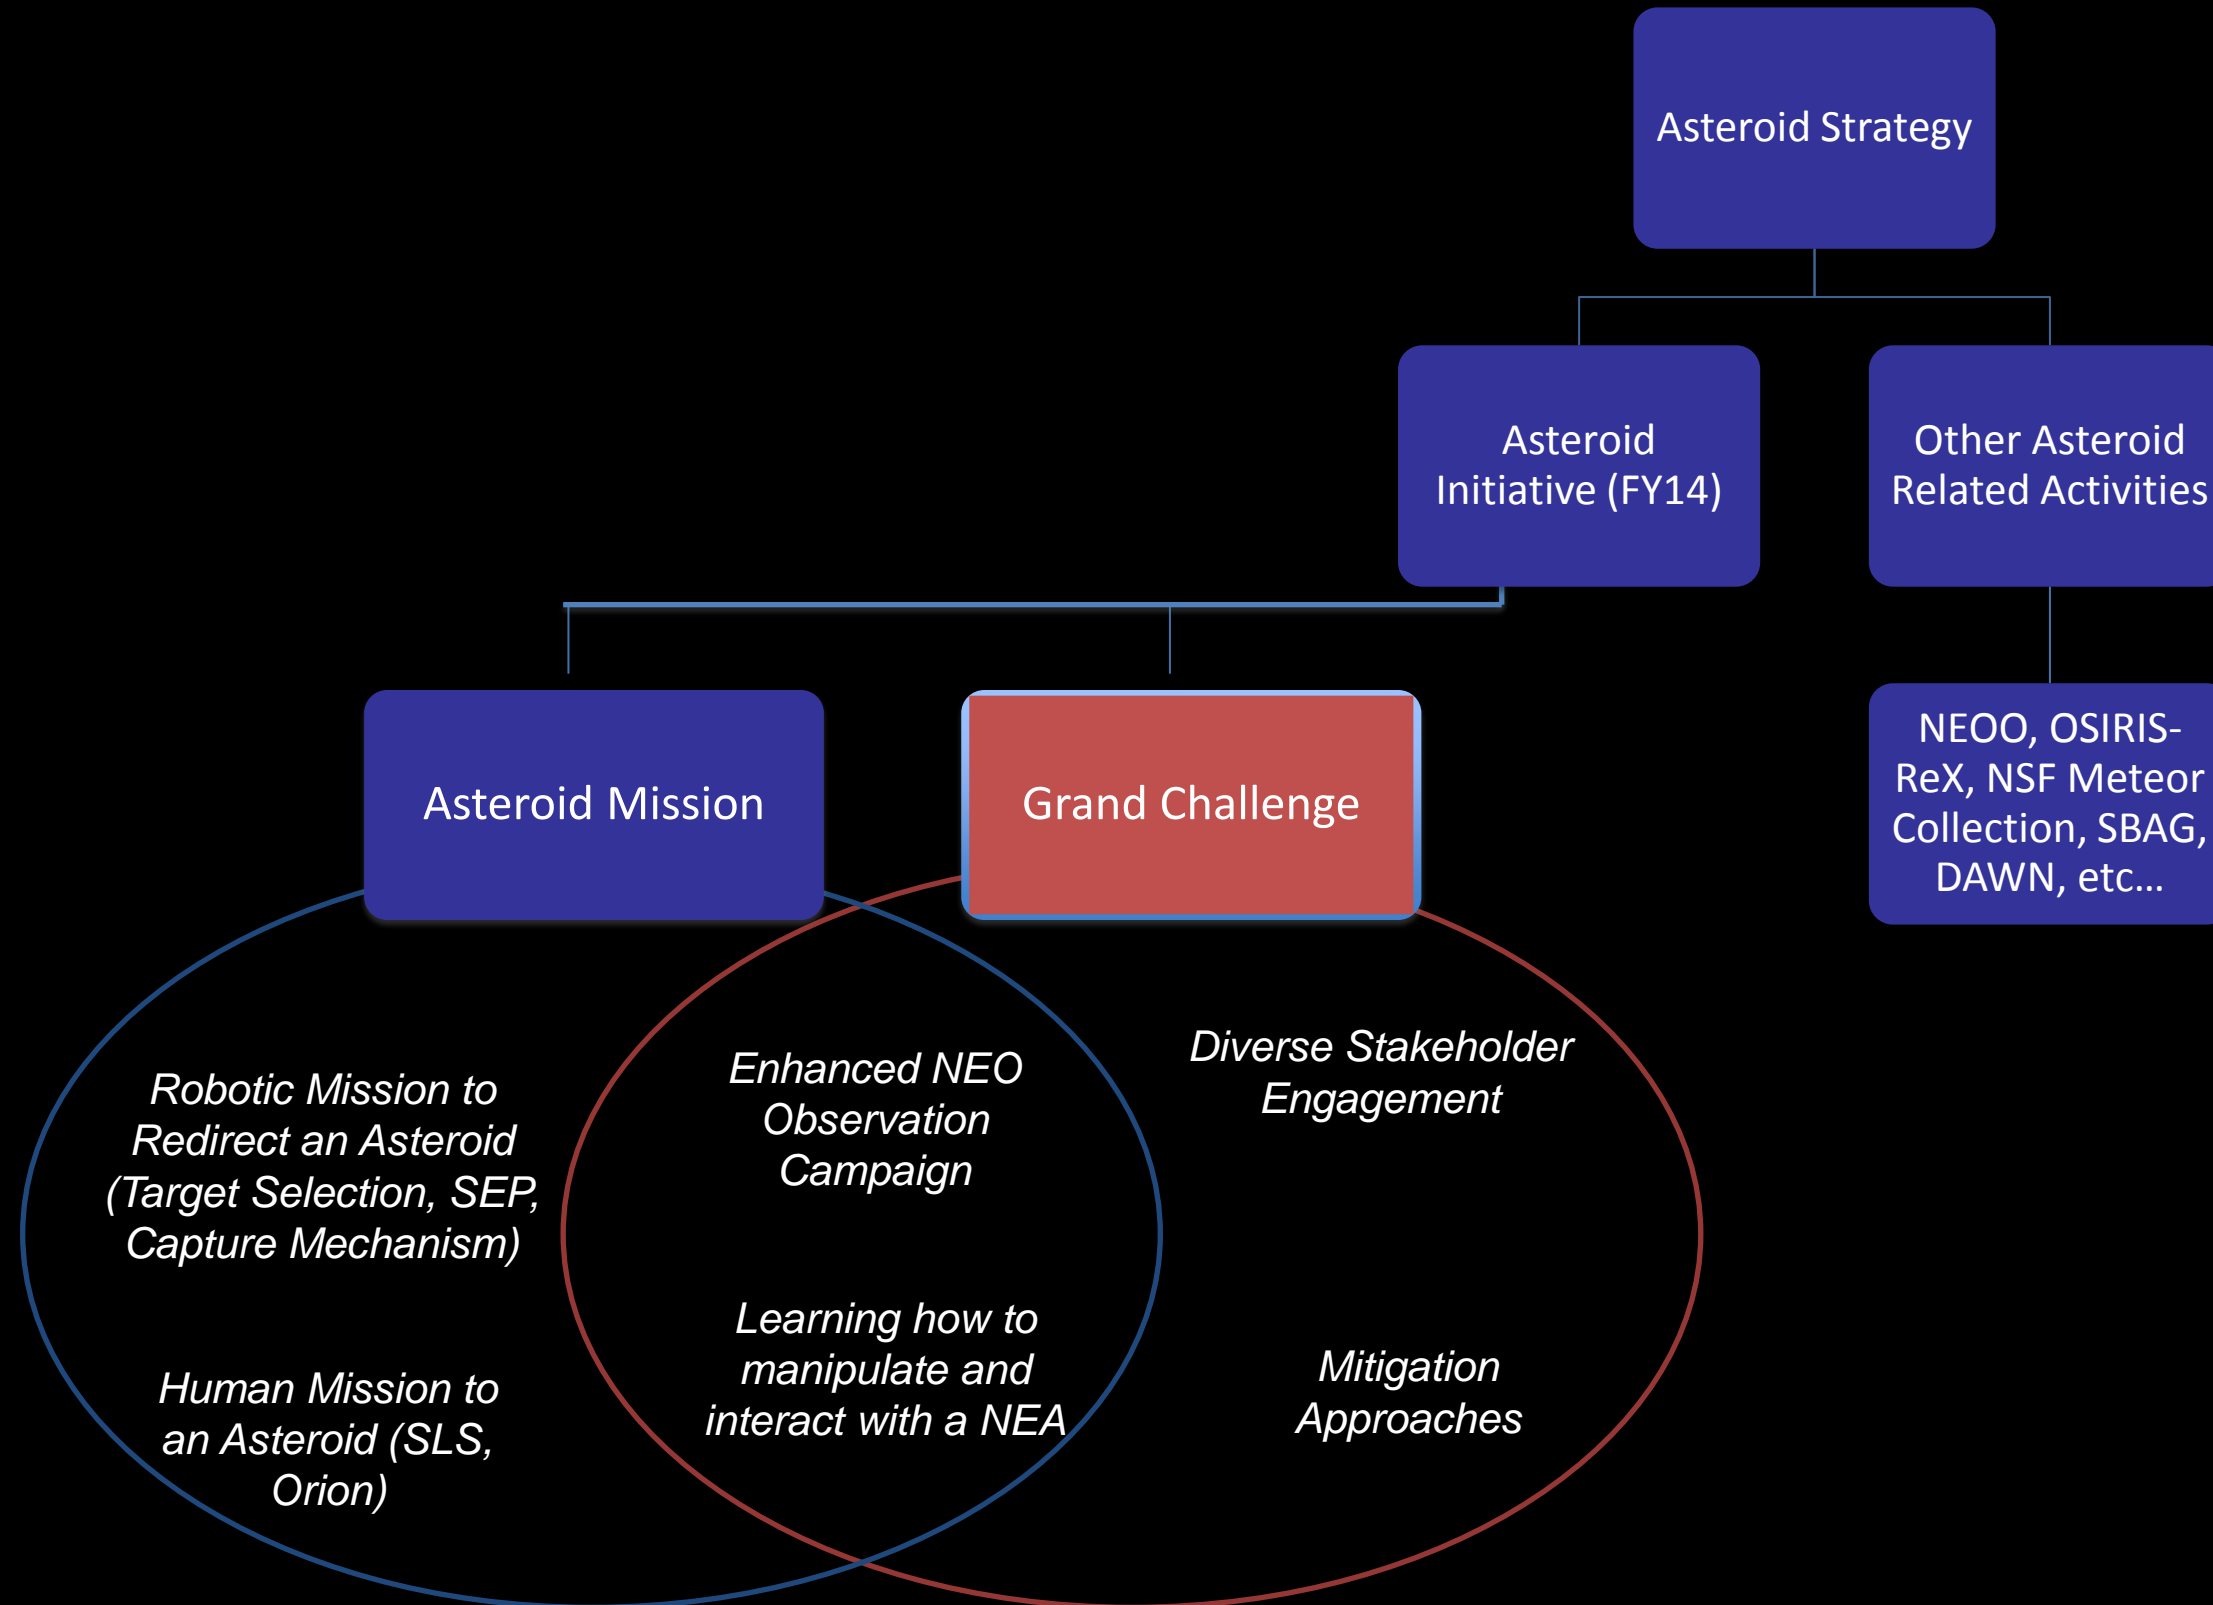 Asteroid Strategy
Asteroid
Initiative (FY14)
Other Asteroid
Related Activities
Asteroid Mission
Grand Challenge
NEOO, OSIRIS-
ReX, NSF Meteor
Collection, SBAG,
DAWN, etc…
Robotic Mission to
Redirect an Asteroid
(Target Selection, SEP,
Capture Mechanism)
Human Mission to
an Asteroid (SLS,
Orion)
Enhanced NEO
Observation
Campaign
Learning how to
manipulate and
interact with a NEA
Diverse Stakeholder
Engagement
Mitigation
Approaches